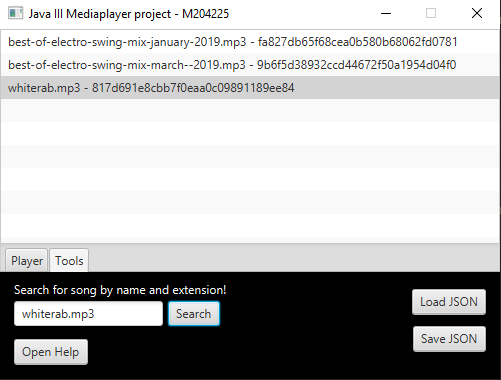 Java III Mediaplayer project - M204225
best-of-electro-swing-mix-january-2019.mp3 - fa827db65f68cea0b580b68062fd0781
best-of-electro-swing-mix-march--2019.mp3 - 9b6f5d38932ccd44672f50a1954d04f0
whiterab.mp3 - 817d691e8cbb7f0eaa0c09891189ee84
Player Tools
Search for song by name and extension!
whiterab.mp3 Search
Load JSON
Save JSON
Open Help